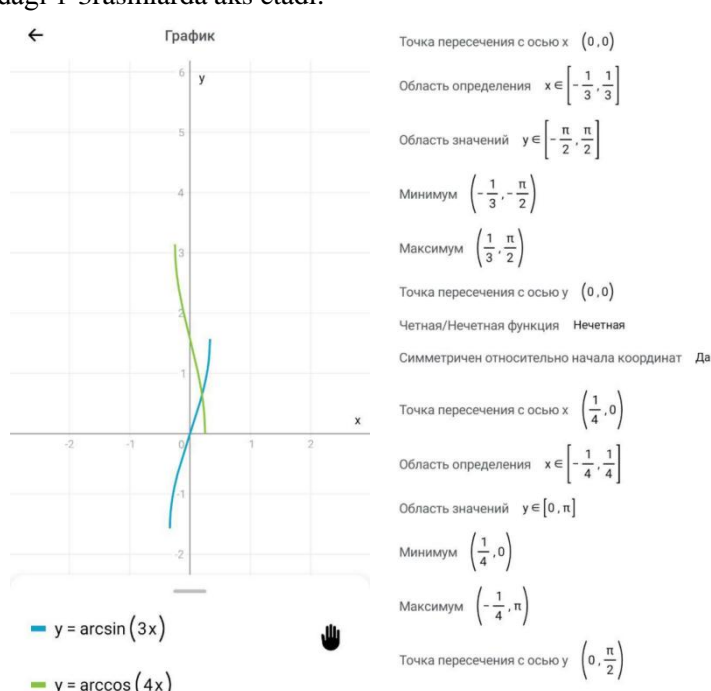 dagi 1-3rasmlarda aks etadi.
← График
y
6
5
4
3
2
1
x
-2 -1 0 1 2
-1
-2
y = arcsin(3x)
y = arccos(4x)
Точка пересечения с осью x (0,0)
Область определения x ∈ [-1/3, 1/3]
Область значений y ∈ [-π/2, π/2]
Минимум (-1/3, -π/2)
Максимум (1/3, π/2)
Точка пересечения с осью y (0,0)
Четная/Нечетная функция Нечетная
Симметричен относительно начала координат Да
Точка пересечения с осью x (1/4, 0)
Область определения x ∈ [-1/4, 1/4]
Область значений y ∈ [0, π]
Минимум (1/4, 0)
Максимум (-1/4, π)
Точка пересечения с осью y (0, π/2)